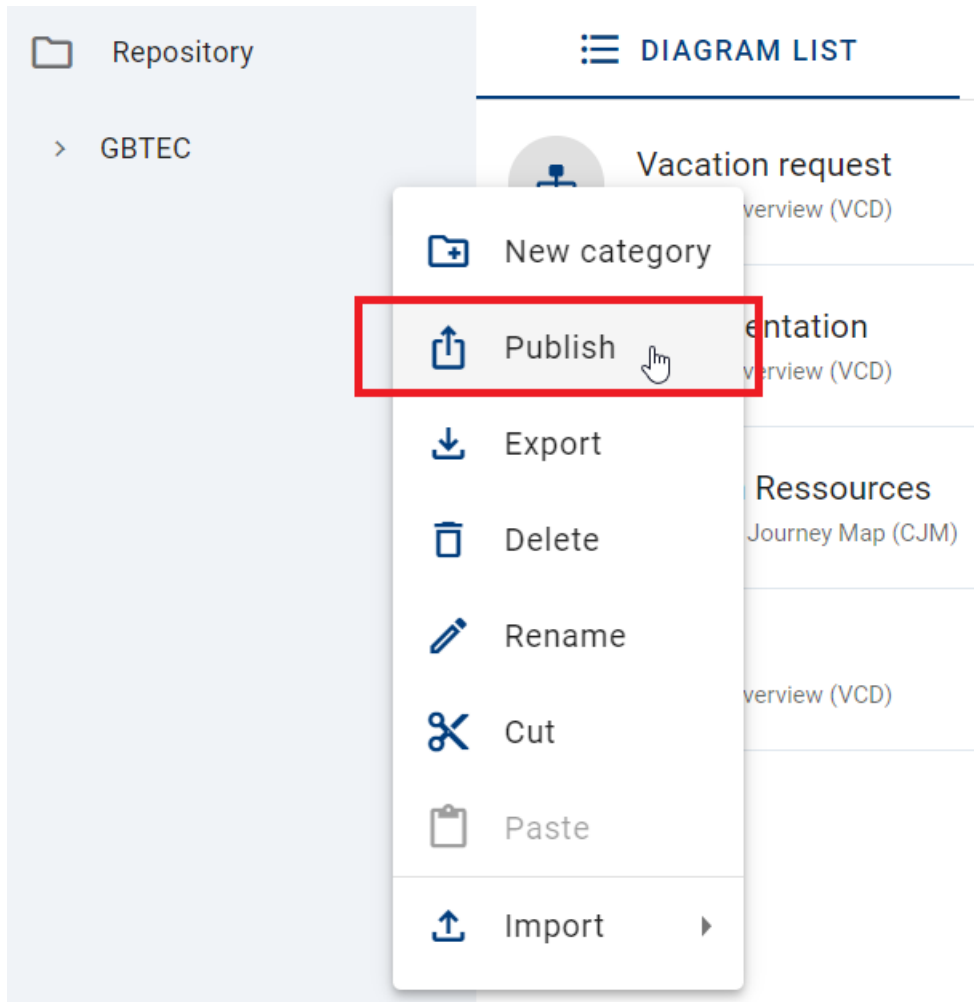 Repository
GBTEC
DIAGRAM LIST
Vacation request
verview (VCD)
New category
Publish
entation
verview (VCD)
Export
Ressources
Journey Map (CJM)
Delete
Rename
verview (VCD)
Cut
Paste
Import